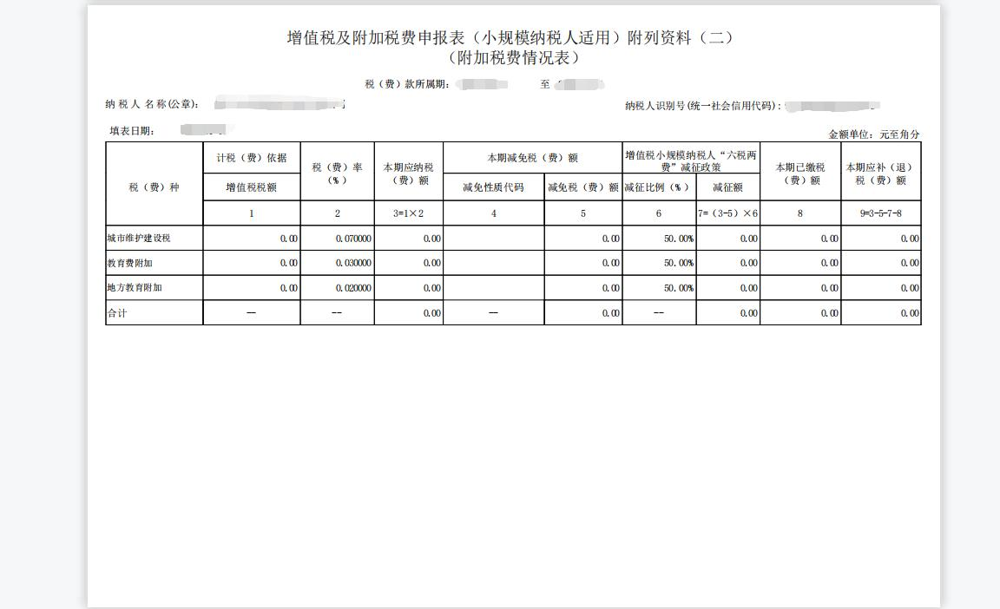 增值税及附加税费申报表（小规模纳税人适用）附列资料（二）
（附加税费情况表）
税（费）款所属期： 至
纳税人名称(公章)： 纳税人识别号(统一社会信用代码)：
填表日期： 金额单位：元至角分
税（费）种 计税（费）依据 税（费）率（%） 本期应纳税（费）额 本期减免税（费）额 增值税小规模纳税人“六税两费”减征政策 本期已缴税（费）额 本期应补（退）税（费）额
增值税税额 减免性质代码 减免税（费）额 减征比例（%） 减征额
1 2 3=1×2 4 5 6 7=（3-5）×6 8 9=3-5-7-8
城市维护建设税 0.00 0.070000 0.00 0.00 50.00% 0.00 0.00 0.00
教育费附加 0.00 0.030000 0.00 0.00 50.00% 0.00 0.00 0.00
地方教育附加 0.00 0.020000 0.00 0.00 50.00% 0.00 0.00 0.00
合计 —— —— 0.00 —— 0.00 —— 0.00 0.00 0.00